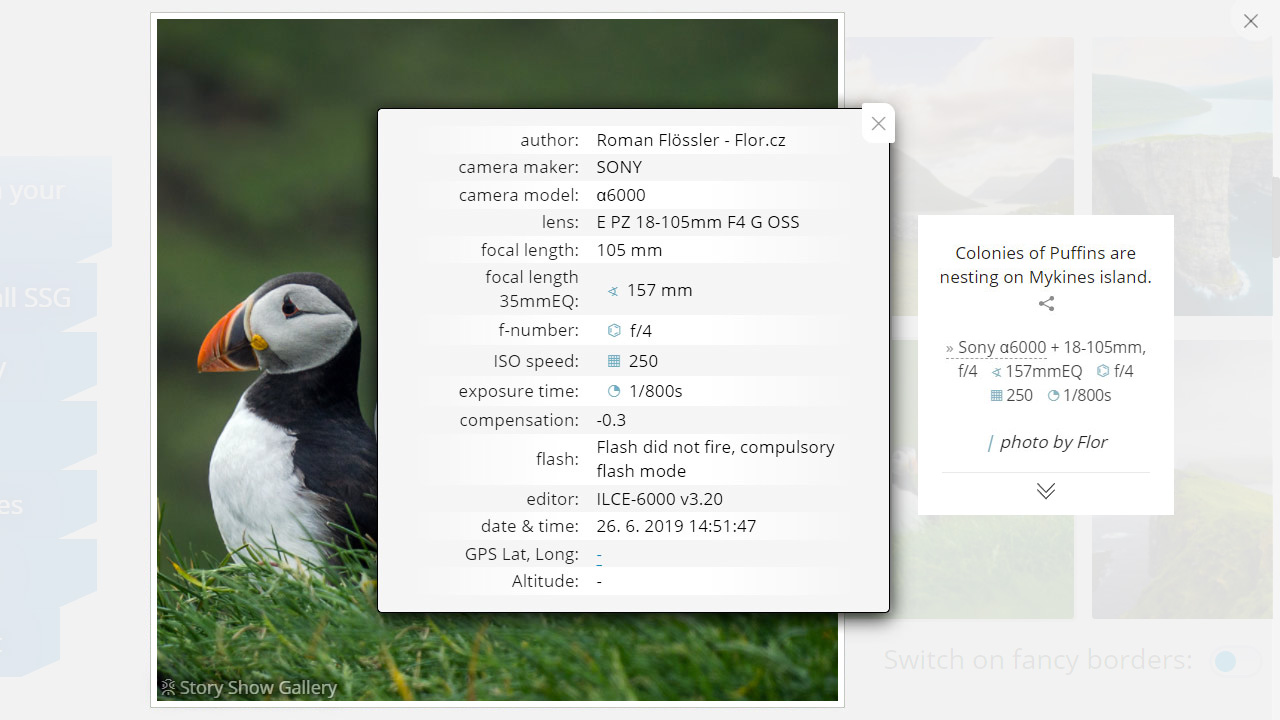 author: Roman Flössler - Flor.cz
camera maker: SONY
camera model: α6000
lens: E PZ 18-105mm F4 G OSS
focal length: 105 mm
focal length
35mmEQ: 157 mm
f-number: f/4
ISO speed: 250
exposure time: 1/800s
compensation: -0.3
flash: Flash did not fire, compulsory
flash mode
editor: ILCE-6000 v3.20
date & time: 26. 6. 2019 14:51:47
GPS Lat, Long: -
Altitude: -
Colonies of Puffins are
nesting on Mykines island.
» Sony α6000 + 18-105mm,
f/4 157mmEQ f/4
250 1/800s
| photo by Flor
Story Show Gallery
your
all SSG
Switch on fancy borders: